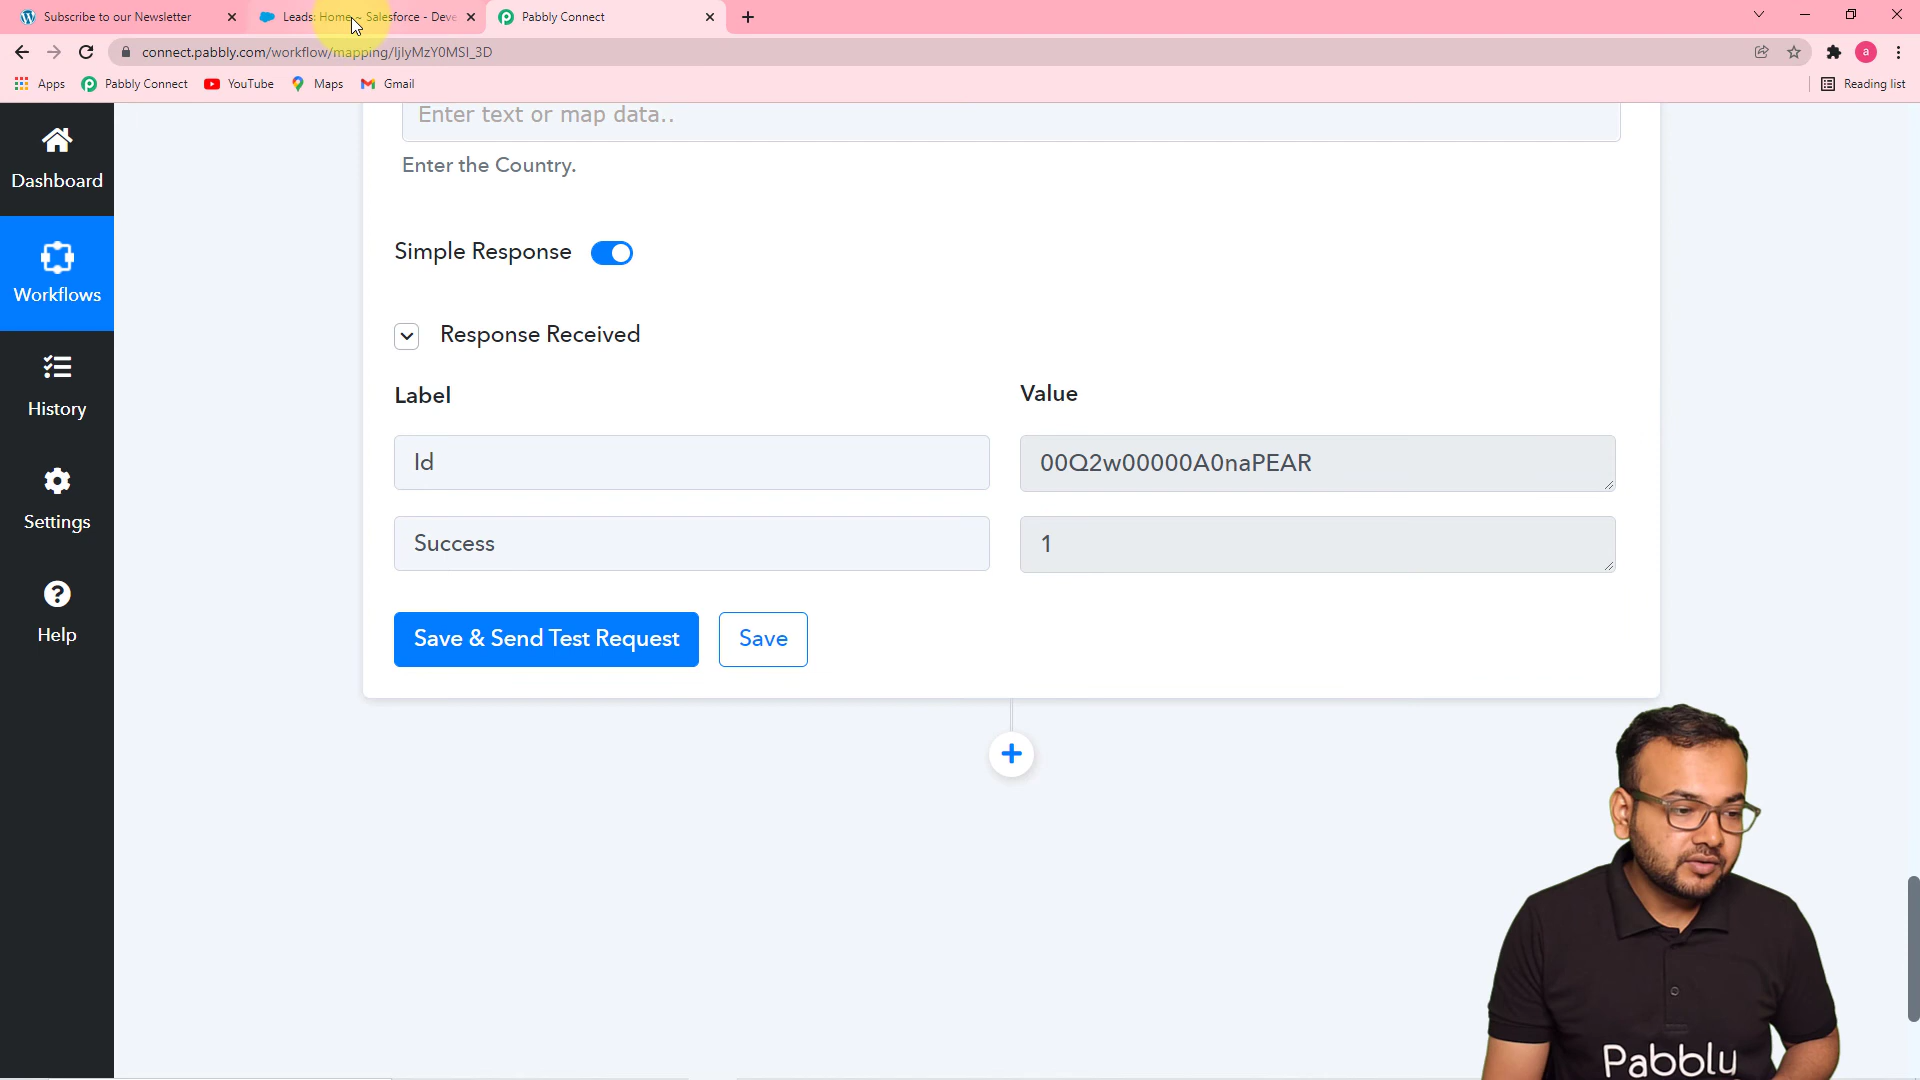 Subscribe to our Newsletter
Leads: Home ~ Salesforce - Deve
Pabbly Connect
connect.pabbly.com/workflow/mapping/IjIyMzY0MSI_3D
a
Apps
Pabbly Connect
YouTube
Maps
Gmail
Reading list
Dashboard
Workflows
History
Settings
Help
Enter text or map data..
Enter the Country.
Simple Response
Response Received
Label
Value
Id
00Q2w00000A0naPEAR
Success
1
Save & Send Test Request
Save
Pabbly